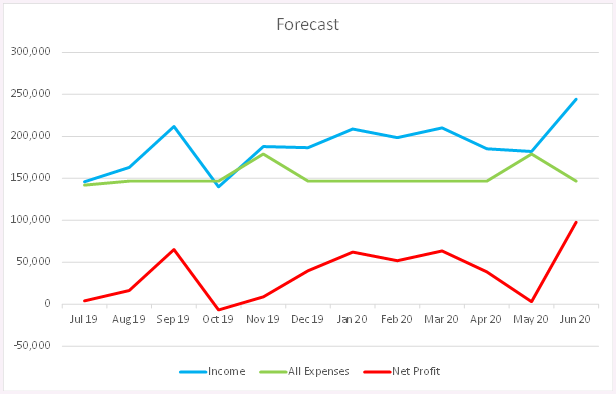 Forecast
300,000
250,000
200,000
150,000
100,000
50,000
0
-50,000
Jul 19 Aug 19 Sep 19 Oct 19 Nov 19 Dec 19 Jan 20 Feb 20 Mar 20 Apr 20 May 20 Jun 20
Income All Expenses Net Profit